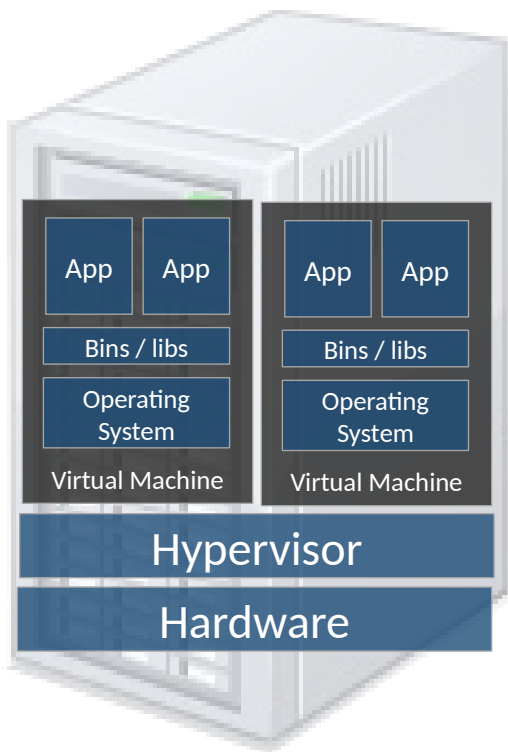 App App
Bins / libs
Operating
System
Virtual Machine
App App
Bins / libs
Operating
System
Virtual Machine
Hypervisor
Hardware